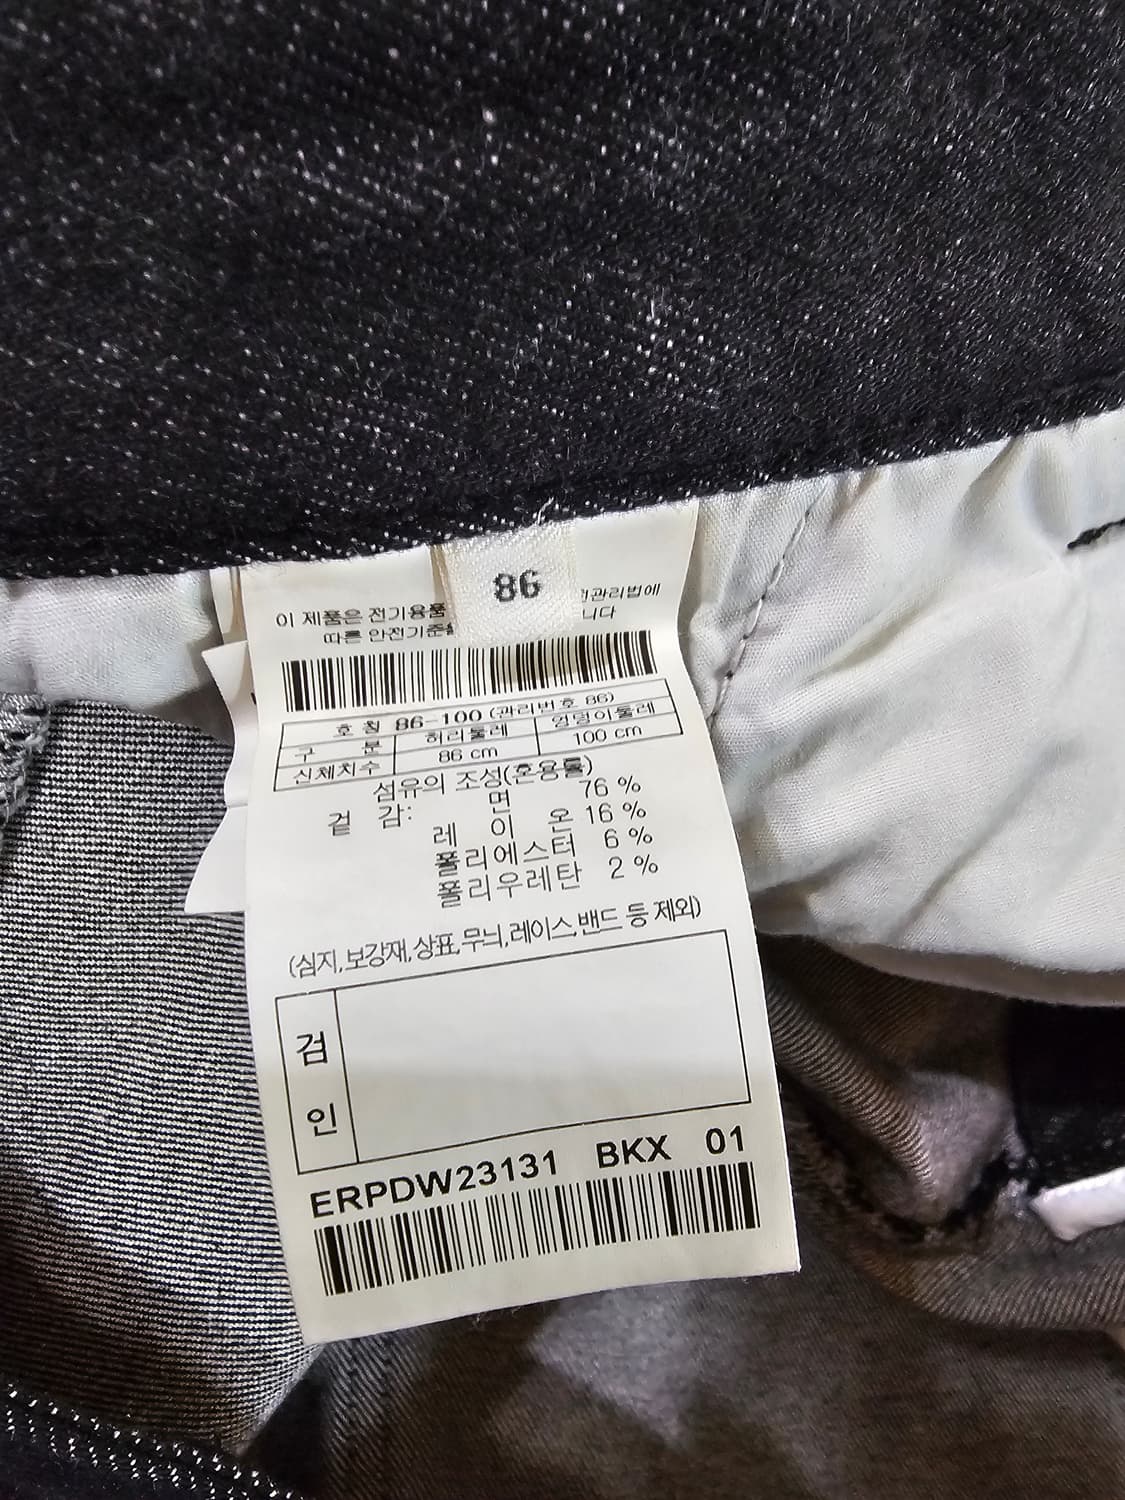 86
이 제품은 전기용품 관리법에
따른 안전기준 니다
호 칭 86-100 (관리번호 86)
구 분 허리둘레 엉덩이둘레
신체치수 86 cm 100 cm
섬유의 조성(혼용률)
겉 감: 면 76 %
레 이 온 16 %
폴리에스터 6 %
폴리우레탄 2 %
(심지,보강재,상표,무늬,레이스,밴드 등 제외)
검
인
ERPDW23131 BKX 01